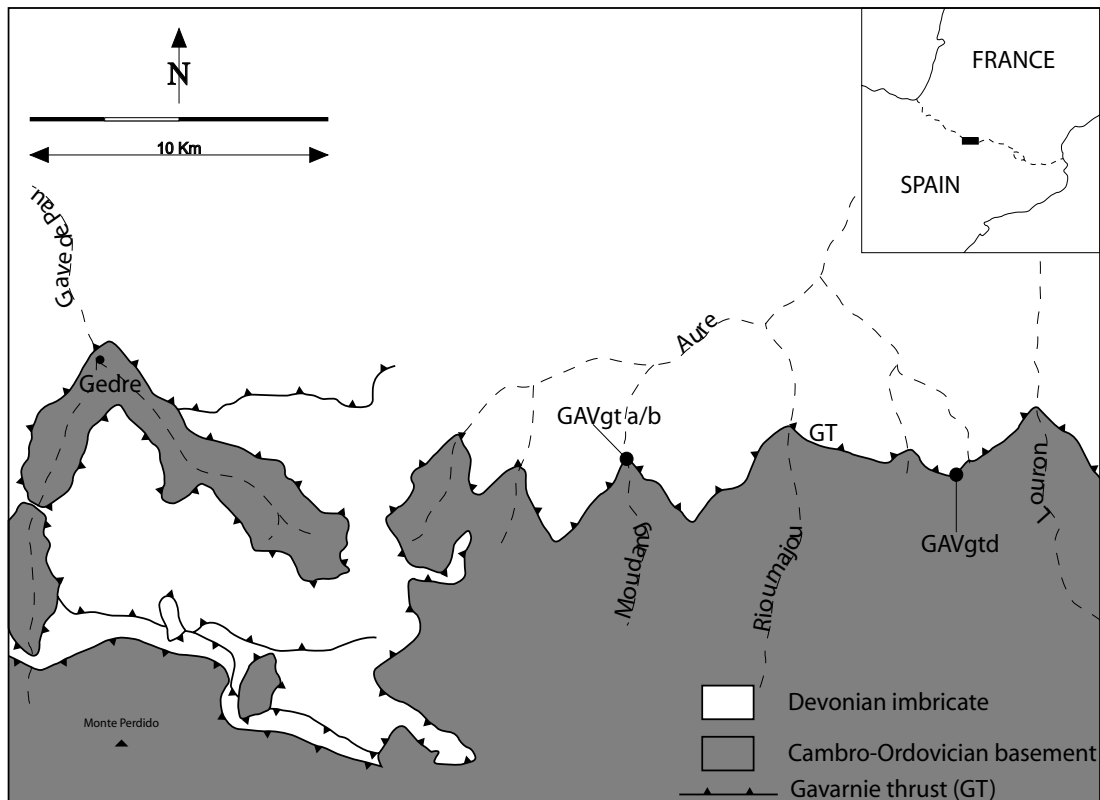 N
10 Km
FRANCE
SPAIN
Gave de Pau
Aure
Gedre
GAVgt a/b
GT
Louron
GAVgtd
Moudang
Rioumajou
Monte Perdido
Devonian imbricate
Cambro-Ordovician basement
Gavarnie thrust (GT)